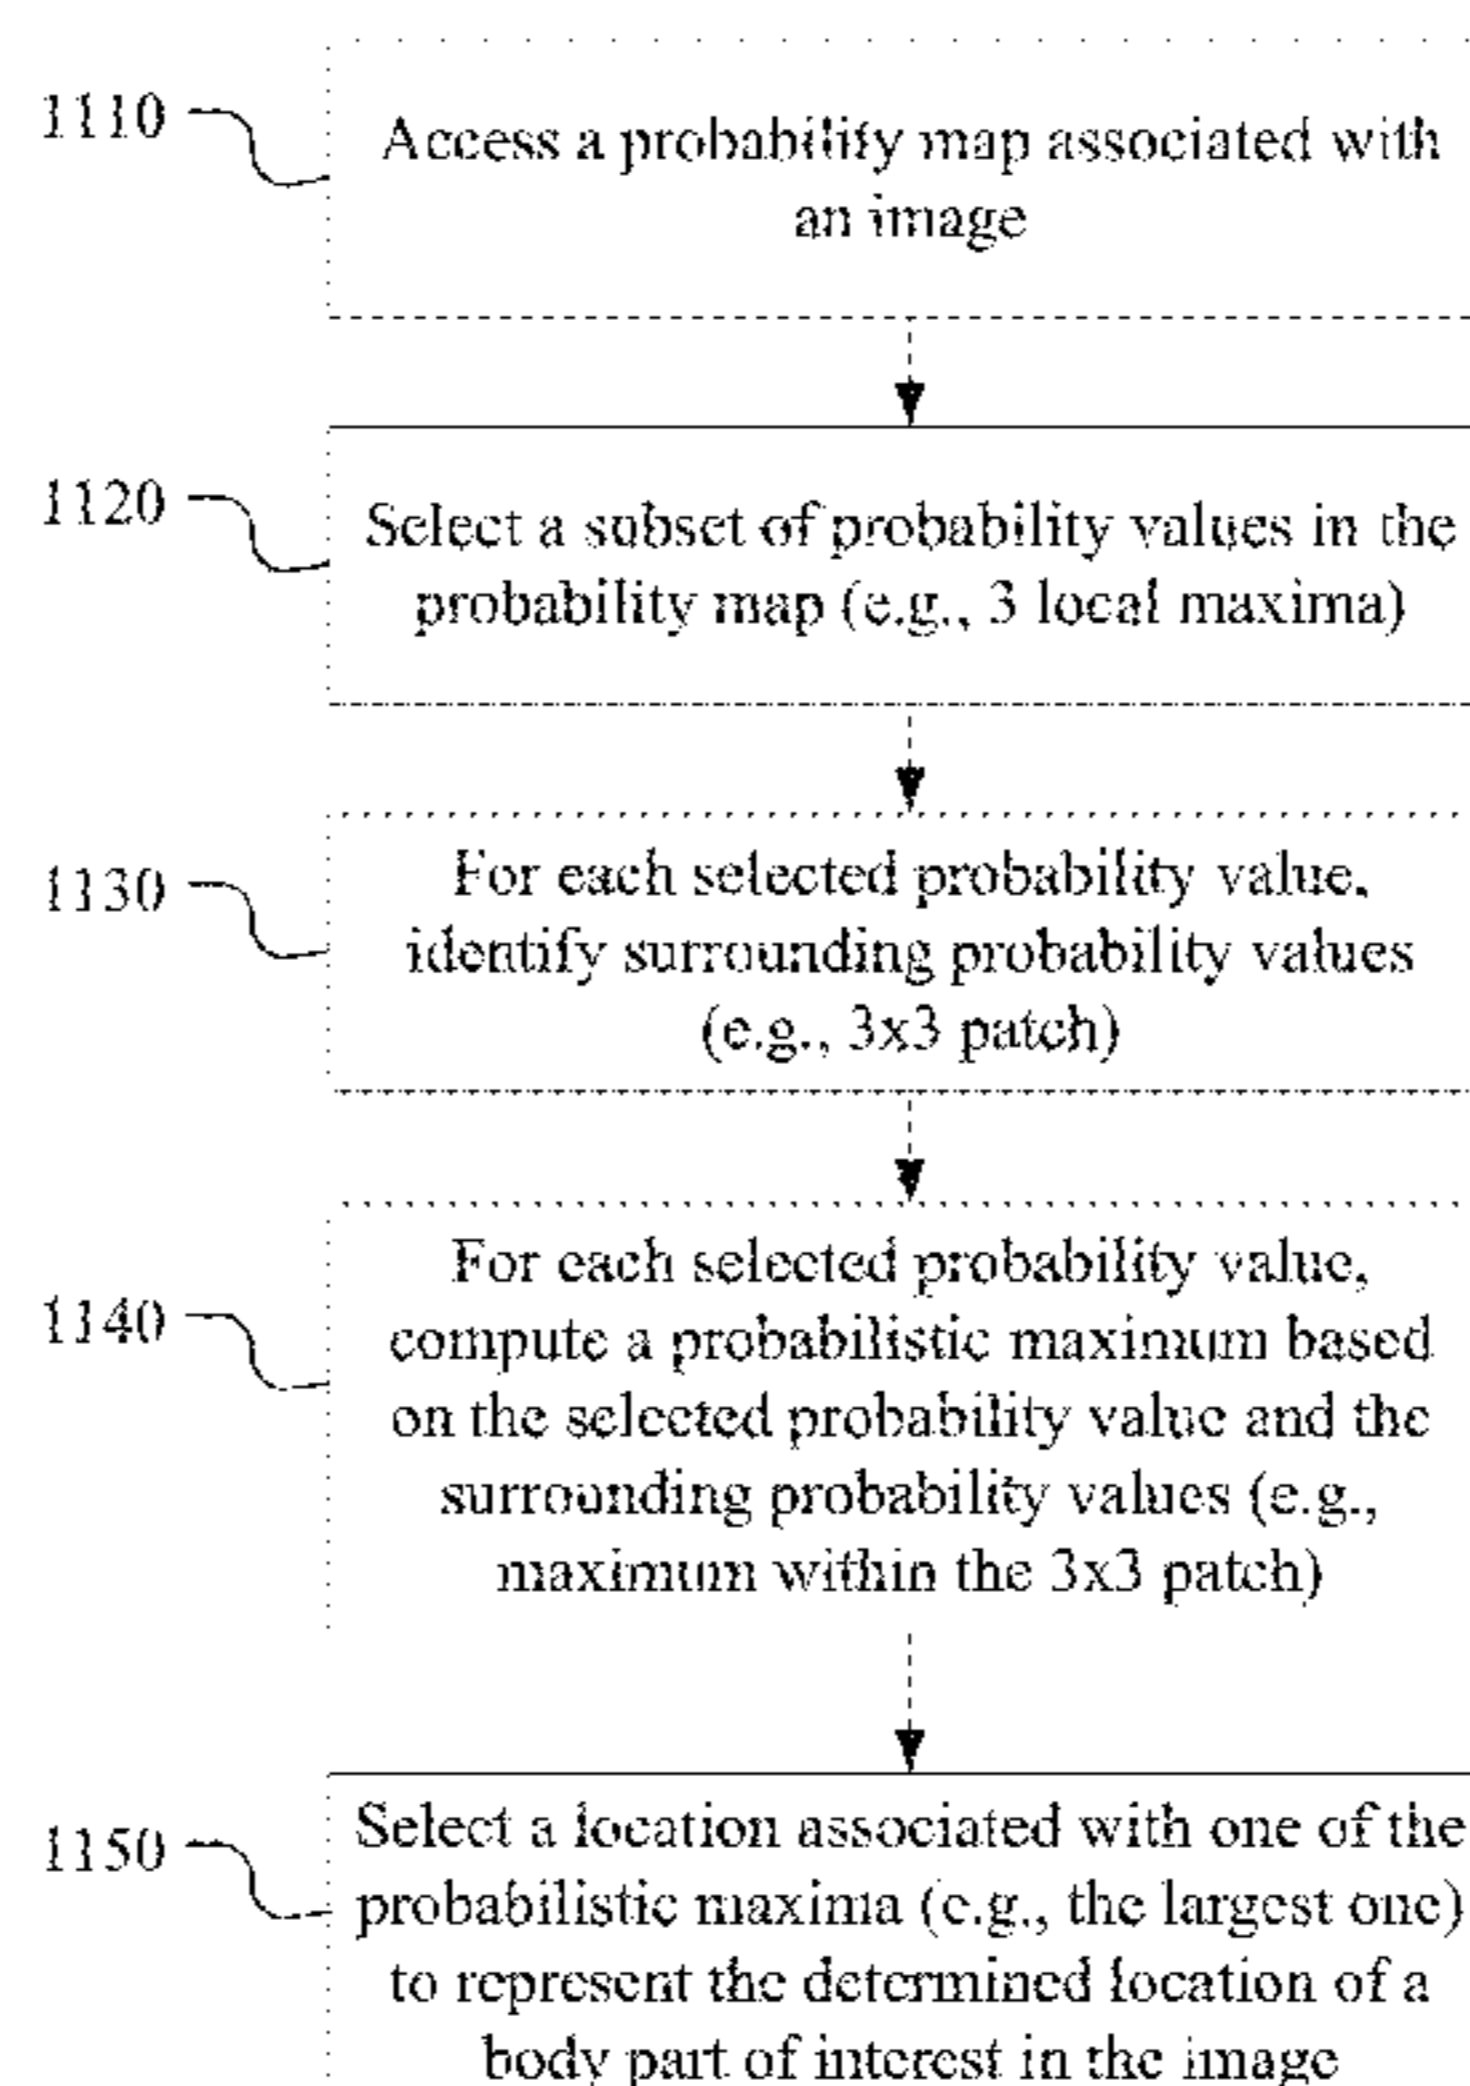 1110
Access a probability map associated with
an image
1120
Select a subset of probability values in the
probability map (e.g., 3 local maxima)
1130
For each selected probability value,
identify surrounding probability values
(e.g., 3x3 patch)
1140
For each selected probability value,
compute a probabilistic maximum based
on the selected probability value and the
surrounding probability values (e.g.,
maximum within the 3x3 patch)
1150
Select a location associated with one of the
probabilistic maxima (e.g., the largest one)
to represent the determined location of a
body part of interest in the image